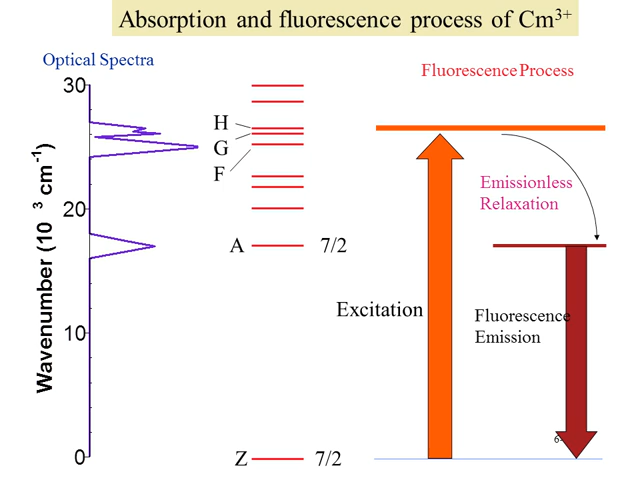 Absorption and fluorescence process of Cm3+
Optical Spectra
Fluorescence Process
30
H
G
F
Emissionless
Relaxation
20
A 7/2
Excitation
Fluorescence
Emission
10
Wavenumber (10 3 cm-1)
0
Z 7/2